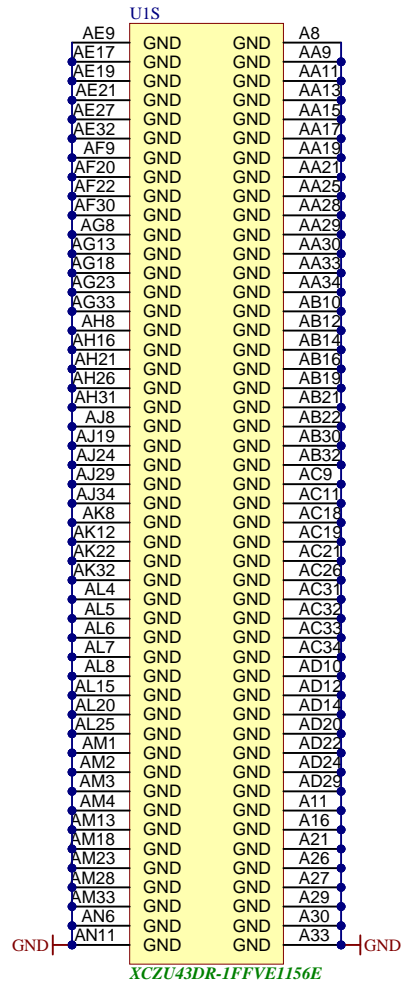 U1S
AE9 GND GND A8
AE17 GND GND AA9
AE19 GND GND AA11
AE21 GND GND AA13
AE27 GND GND AA15
AE32 GND GND AA17
AF9 GND GND AA19
AF20 GND GND AA21
AF22 GND GND AA25
AF30 GND GND AA28
AG8 GND GND AA29
AG13 GND GND AA30
AG18 GND GND AA33
AG23 GND GND AA34
AG33 GND GND AB10
AH8 GND GND AB12
AH16 GND GND AB14
AH21 GND GND AB16
AH26 GND GND AB19
AH31 GND GND AB21
AJ8 GND GND AB22
AJ19 GND GND AB30
AJ24 GND GND AB32
AJ29 GND GND AC9
AJ34 GND GND AC11
AK8 GND GND AC18
AK12 GND GND AC19
AK22 GND GND AC21
AK32 GND GND AC26
AL4 GND GND AC31
AL5 GND GND AC32
AL6 GND GND AC33
AL7 GND GND AC34
AL8 GND GND AD10
AL15 GND GND AD12
AL20 GND GND AD14
AL25 GND GND AD20
AM1 GND GND AD22
AM2 GND GND AD24
AM3 GND GND AD29
AM4 GND GND A11
AM13 GND GND A16
AM18 GND GND A21
AM23 GND GND A26
AM28 GND GND A27
AM33 GND GND A29
AN6 GND GND A30
GND AN11 GND GND A33 GND
XCZU43DR-1FFVE1156E